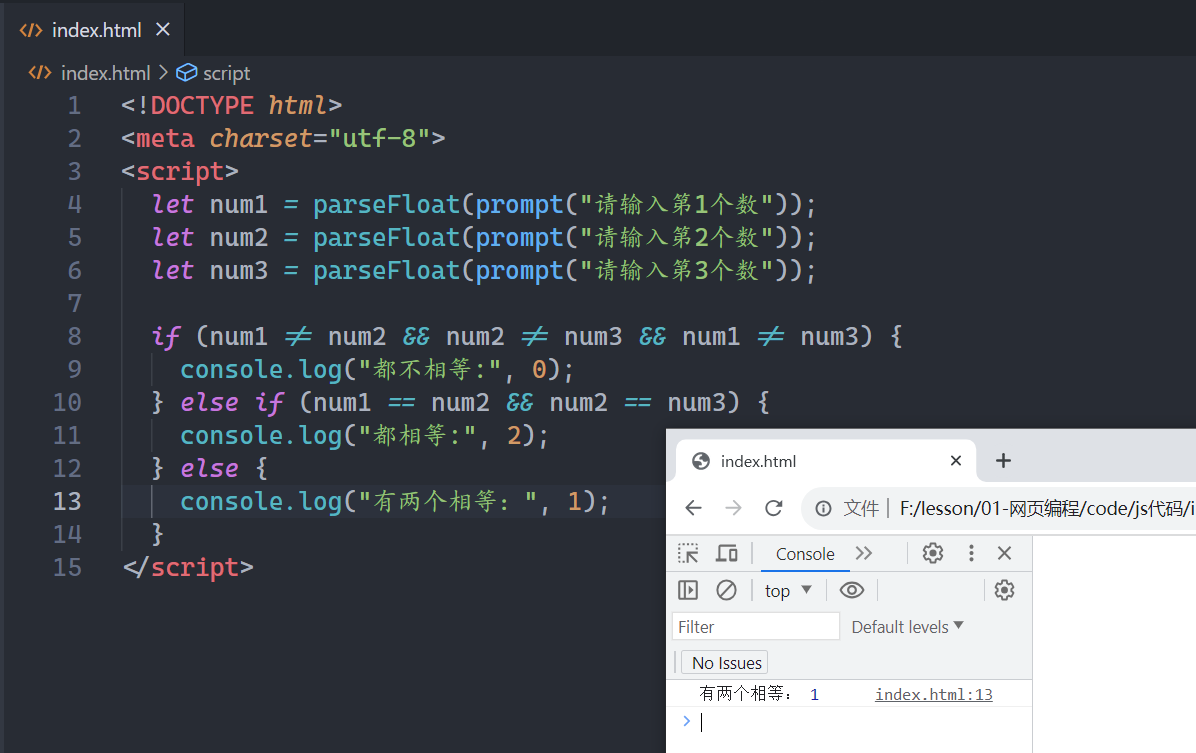 index.html
index.html > script
1 <!DOCTYPE html>
2 <meta charset="utf-8">
3 <script>
4 let num1 = parseFloat(prompt("请输入第1个数"));
5 let num2 = parseFloat(prompt("请输入第2个数"));
6 let num3 = parseFloat(prompt("请输入第3个数"));
7
8 if (num1 ≠ num2 && num2 ≠ num3 && num1 ≠ num3) {
9 console.log("都不相等:", 0);
10 } else if (num1 == num2 && num2 == num3) {
11 console.log("都相等:", 2);
12 } else {
13 console.log("有两个相等：", 1);
14 }
15 </script>
index.html
文件 | F:/lesson/01-网页编程/code/js代码/i
Console
top
Filter Default levels
No Issues
有两个相等： 1 index.html:13